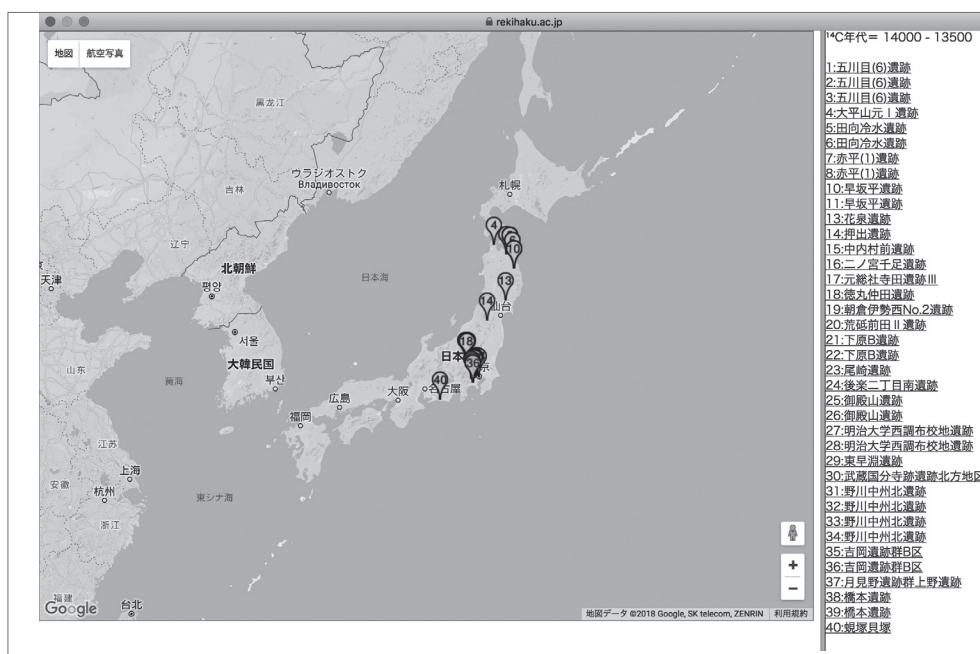 rekihaku.ac.jp
地図 航空写真
黑龙江
ウラジオストク
Владивосток
札幌
吉林
辽宁
北朝鮮
天津
평양
日本海
仙台
서울
大韓民国
山东
黄海
부산
日本
京
名古屋
大阪
広島
福岡
江苏
上海
安徽
杭州
浙江
東シナ海
福建
台北
4
10
13
14
18
36
40
Google
地図データ ©2018 Google, SK telecom, ZENRIN 利用規約
¹⁴C年代= 14000 - 13500
1:五川目(6)遺跡
2:五川目(6)遺跡
3:五川目(6)遺跡
4:大平山元Ⅰ遺跡
5:田向冷水遺跡
6:田向冷水遺跡
7:赤平(1)遺跡
8:赤平(1)遺跡
10:早坂平遺跡
11:早坂平遺跡
13:花泉遺跡
14:押出遺跡
15:中内村前遺跡
16:二ノ宮千足遺跡
17:元総社寺田遺跡Ⅲ
18:徳丸仲田遺跡
19:朝倉伊勢西No.2遺跡
20:荒砥前田Ⅱ遺跡
21:下原B遺跡
22:下原B遺跡
23:尾崎遺跡
24:後楽二丁目南遺跡
25:御殿山遺跡
26:御殿山遺跡
27:明治大学西調布校地遺跡
28:明治大学西調布校地遺跡
29:東早淵遺跡
30:武蔵国分寺跡遺跡北方地区
31:野川中州北遺跡
32:野川中州北遺跡
33:野川中州北遺跡
34:野川中州北遺跡
35:吉岡遺跡群B区
36:吉岡遺跡群B区
37:月見野遺跡群上野遺跡
38:橋本遺跡
39:橋本遺跡
40:蜆塚貝塚